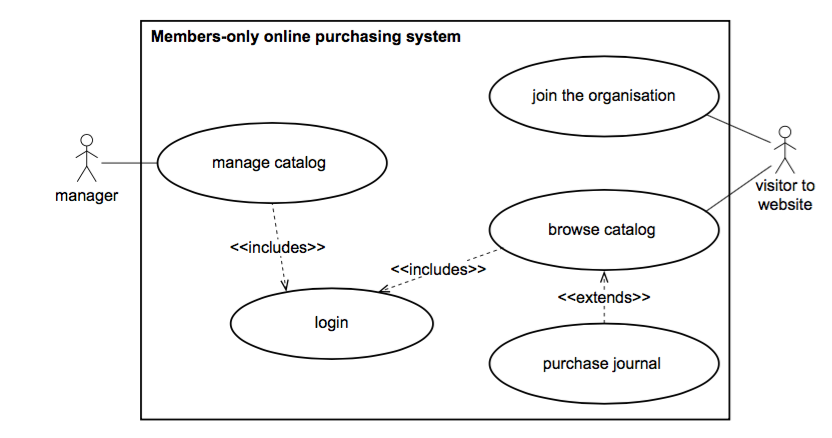 Members-only online purchasing system
join the organisation
manage catalog
manager
visitor to
website
browse catalog
<<includes>>
<<includes>>
<<extends>>
login
purchase journal